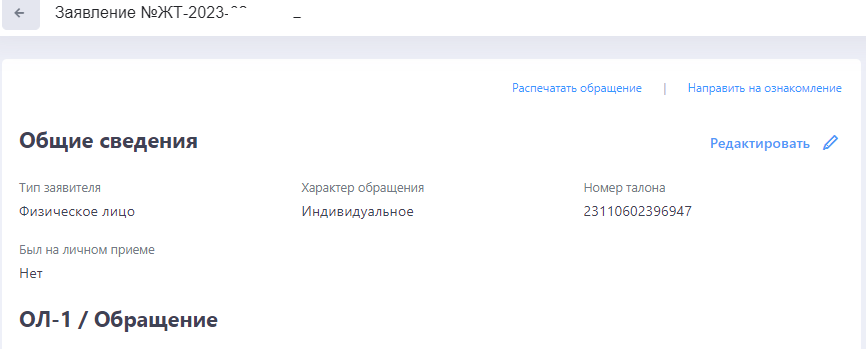 Заявление №ЖТ-2023-
Распечатать обращение | Направить на ознакомление
Общие сведения
Редактировать
Тип заявителя Характер обращения Номер талона
Физическое лицо Индивидуальное 23110602396947
Был на личном приеме
Нет
ОЛ-1 / Обращение